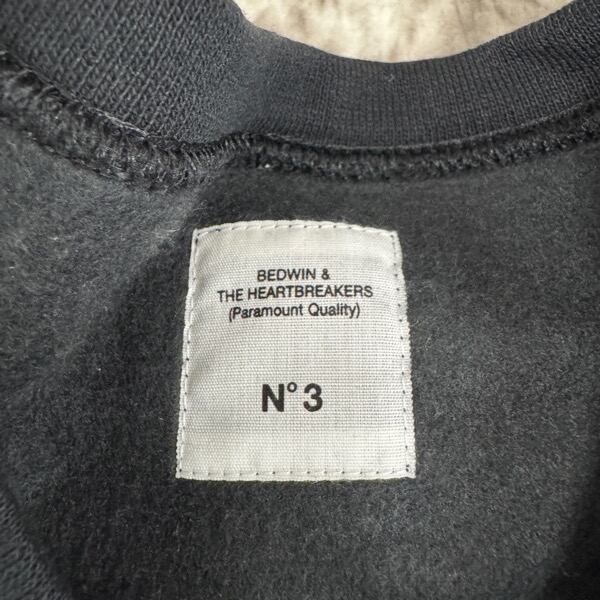 BEDWIN &
THE HEARTBREAKERS
(Paramount Quality)
N° 3